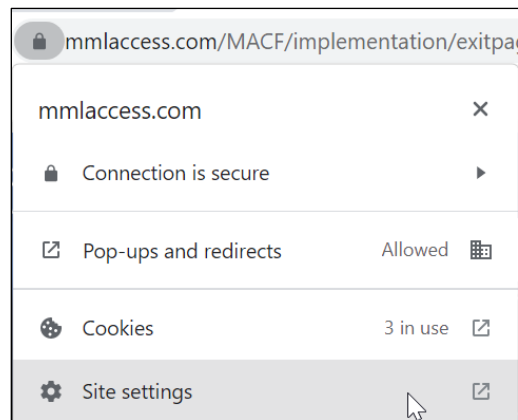 mmlaccess.com/MACF/implementation/exitpag
mmlaccess.com
Connection is secure
Pop-ups and redirects Allowed
Cookies 3 in use
Site settings